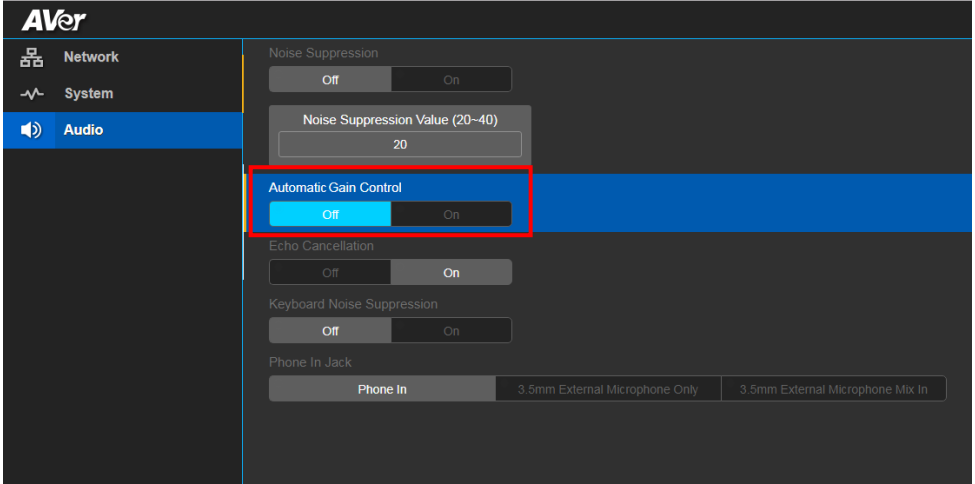 AVer
Network
System
Audio
Noise Suppression
Off On
Noise Suppression Value (20~40)
20
Automatic Gain Control
Off On
Echo Cancellation
Off On
Keyboard Noise Suppression
Off On
Phone In Jack
Phone In 3.5mm External Microphone Only 3.5mm External Microphone Mix In